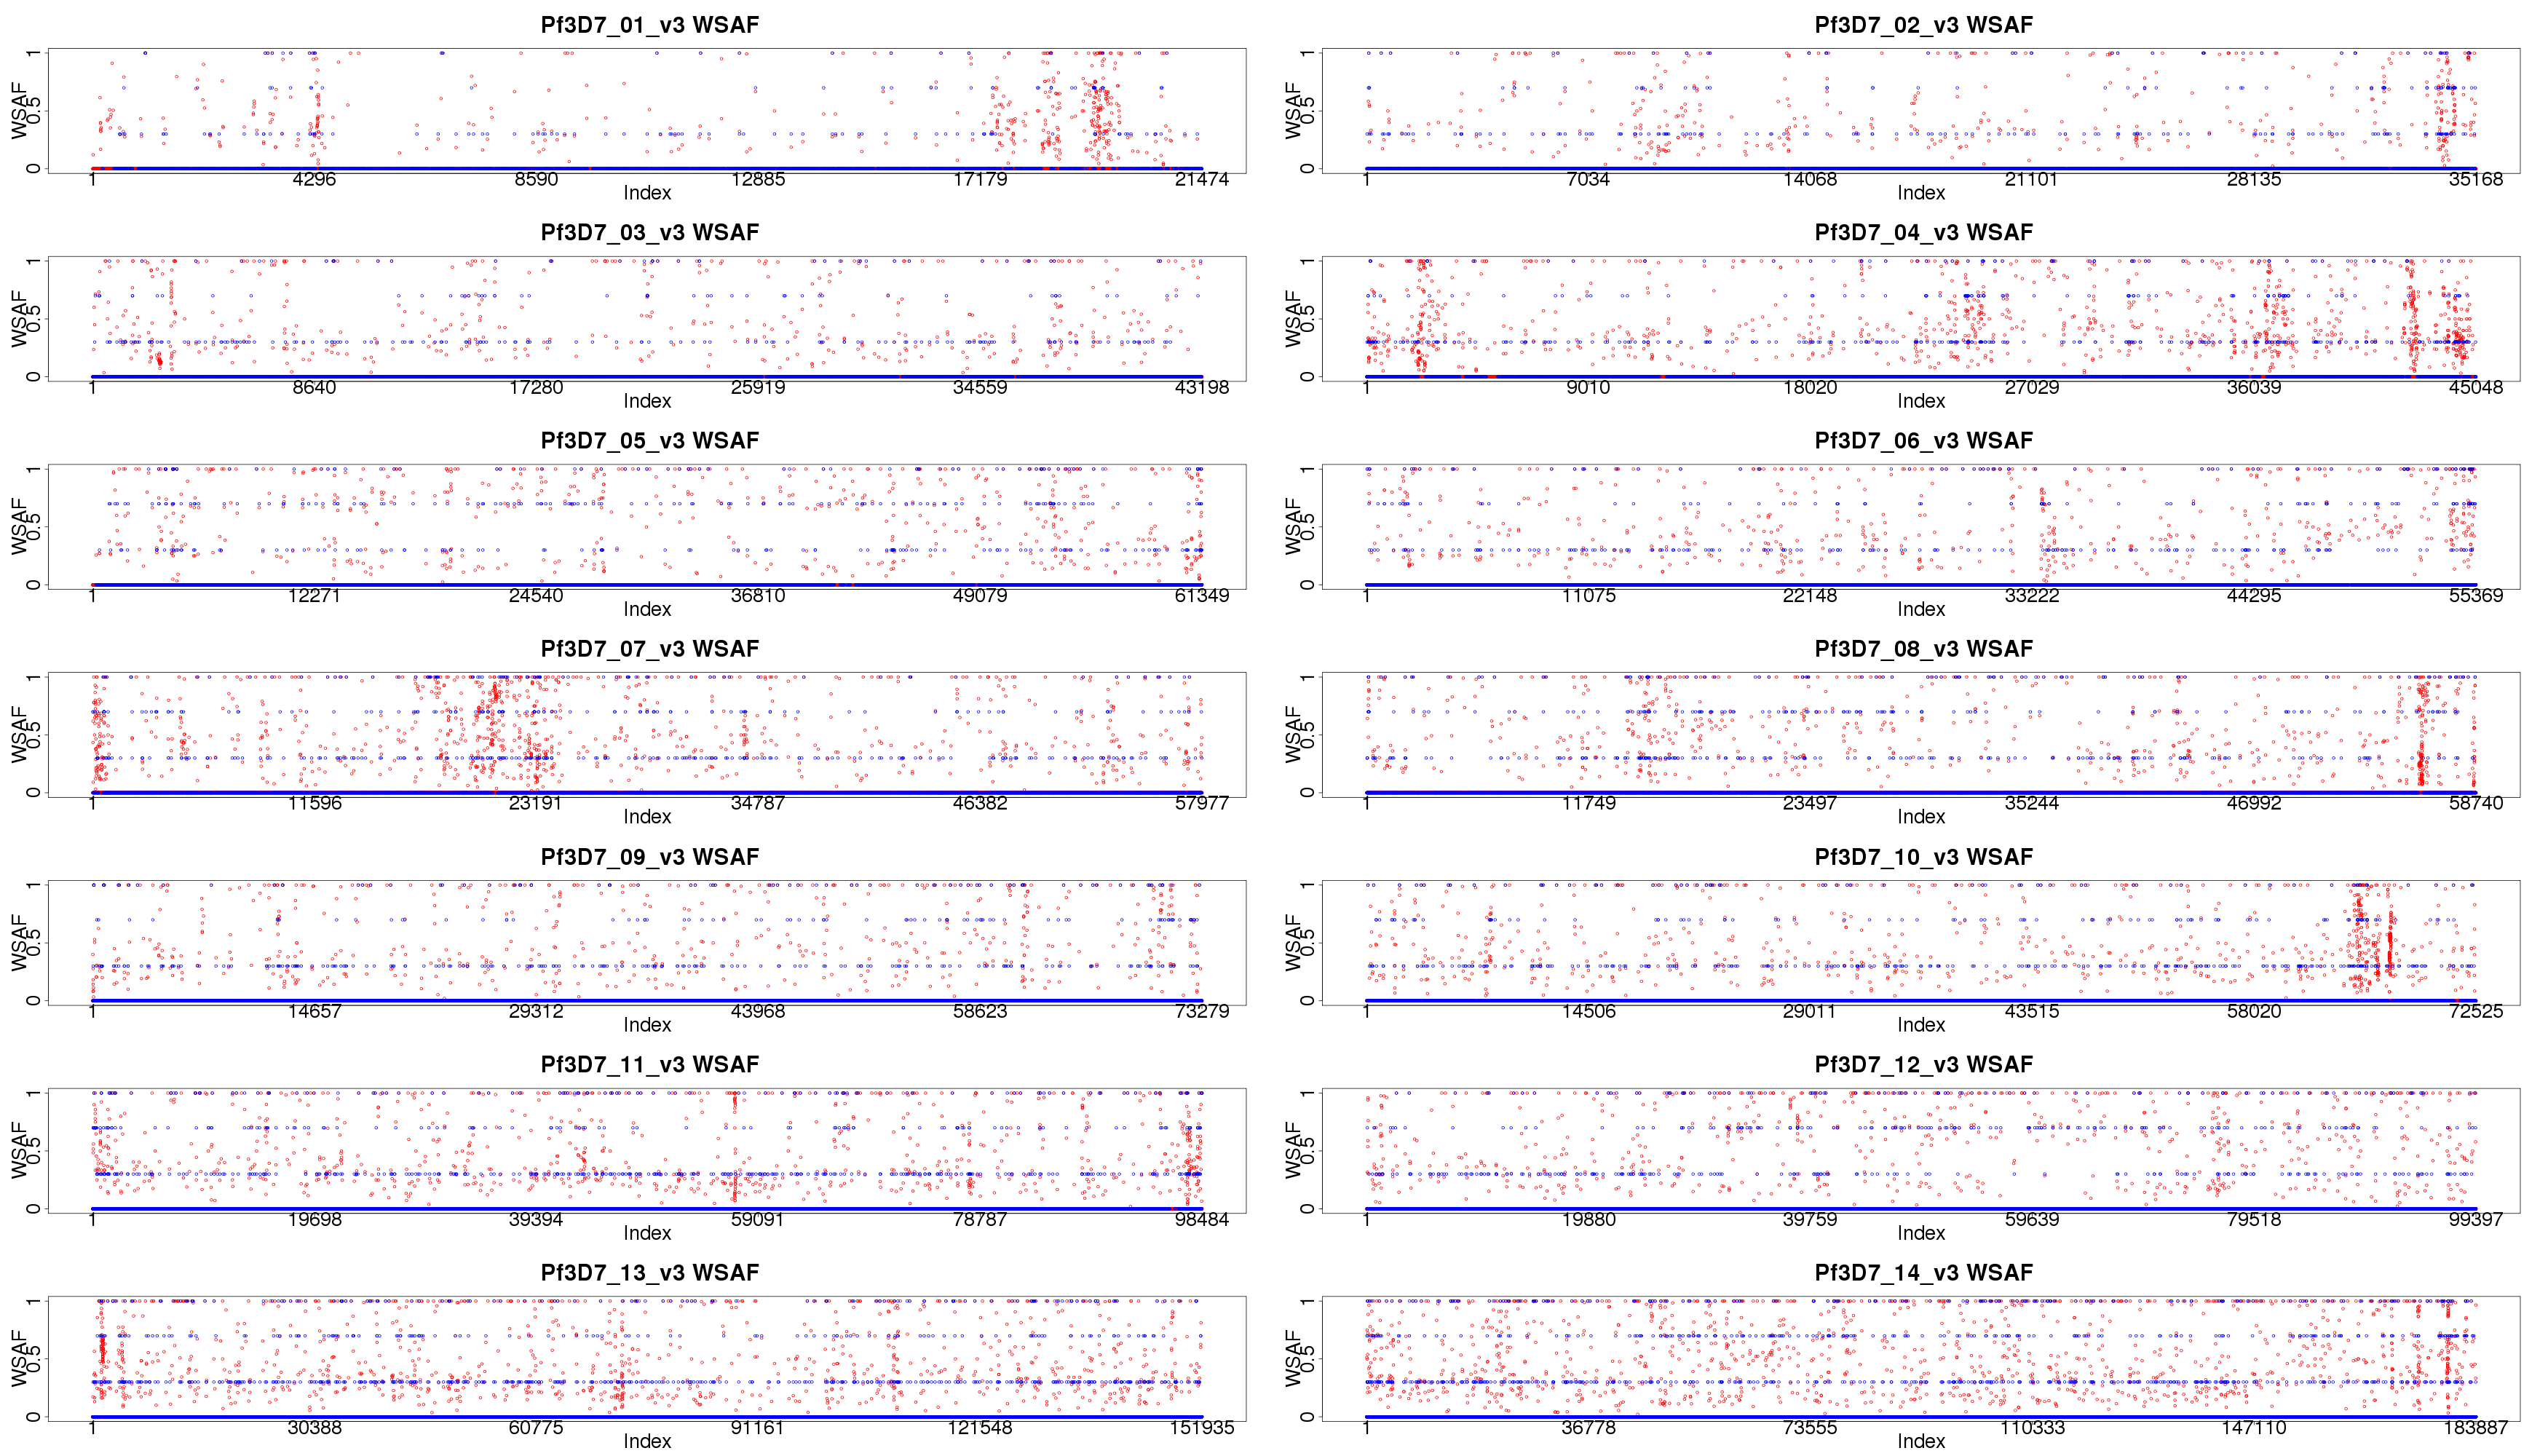 Pf3D7_01_v3 WSAF
WSAF
0 0.5 1
1 4296 8590 12885 17179 21474
Index
Pf3D7_02_v3 WSAF
WSAF
0 0.5 1
1 7034 14068 21101 28135 35168
Index
Pf3D7_03_v3 WSAF
WSAF
0 0.5 1
1 8640 17280 25919 34559 43198
Index
Pf3D7_04_v3 WSAF
WSAF
0 0.5 1
1 9010 18020 27029 36039 45048
Index
Pf3D7_05_v3 WSAF
WSAF
0 0.5 1
1 12271 24540 36810 49079 61349
Index
Pf3D7_06_v3 WSAF
WSAF
0 0.5 1
1 11075 22148 33222 44295 55369
Index
Pf3D7_07_v3 WSAF
WSAF
0 0.5 1
1 11596 23191 34787 46382 57977
Index
Pf3D7_08_v3 WSAF
WSAF
0 0.5 1
1 11749 23497 35244 46992 58740
Index
Pf3D7_09_v3 WSAF
WSAF
0 0.5 1
1 14657 29312 43968 58623 73279
Index
Pf3D7_10_v3 WSAF
WSAF
0 0.5 1
1 14506 29011 43515 58020 72525
Index
Pf3D7_11_v3 WSAF
WSAF
0 0.5 1
1 19698 39394 59091 78787 98484
Index
Pf3D7_12_v3 WSAF
WSAF
0 0.5 1
1 19880 39759 59639 79518 99397
Index
Pf3D7_13_v3 WSAF
WSAF
0 0.5 1
1 30388 60775 91161 121548 151935
Index
Pf3D7_14_v3 WSAF
WSAF
0 0.5 1
1 36778 73555 110333 147110 183887
Index